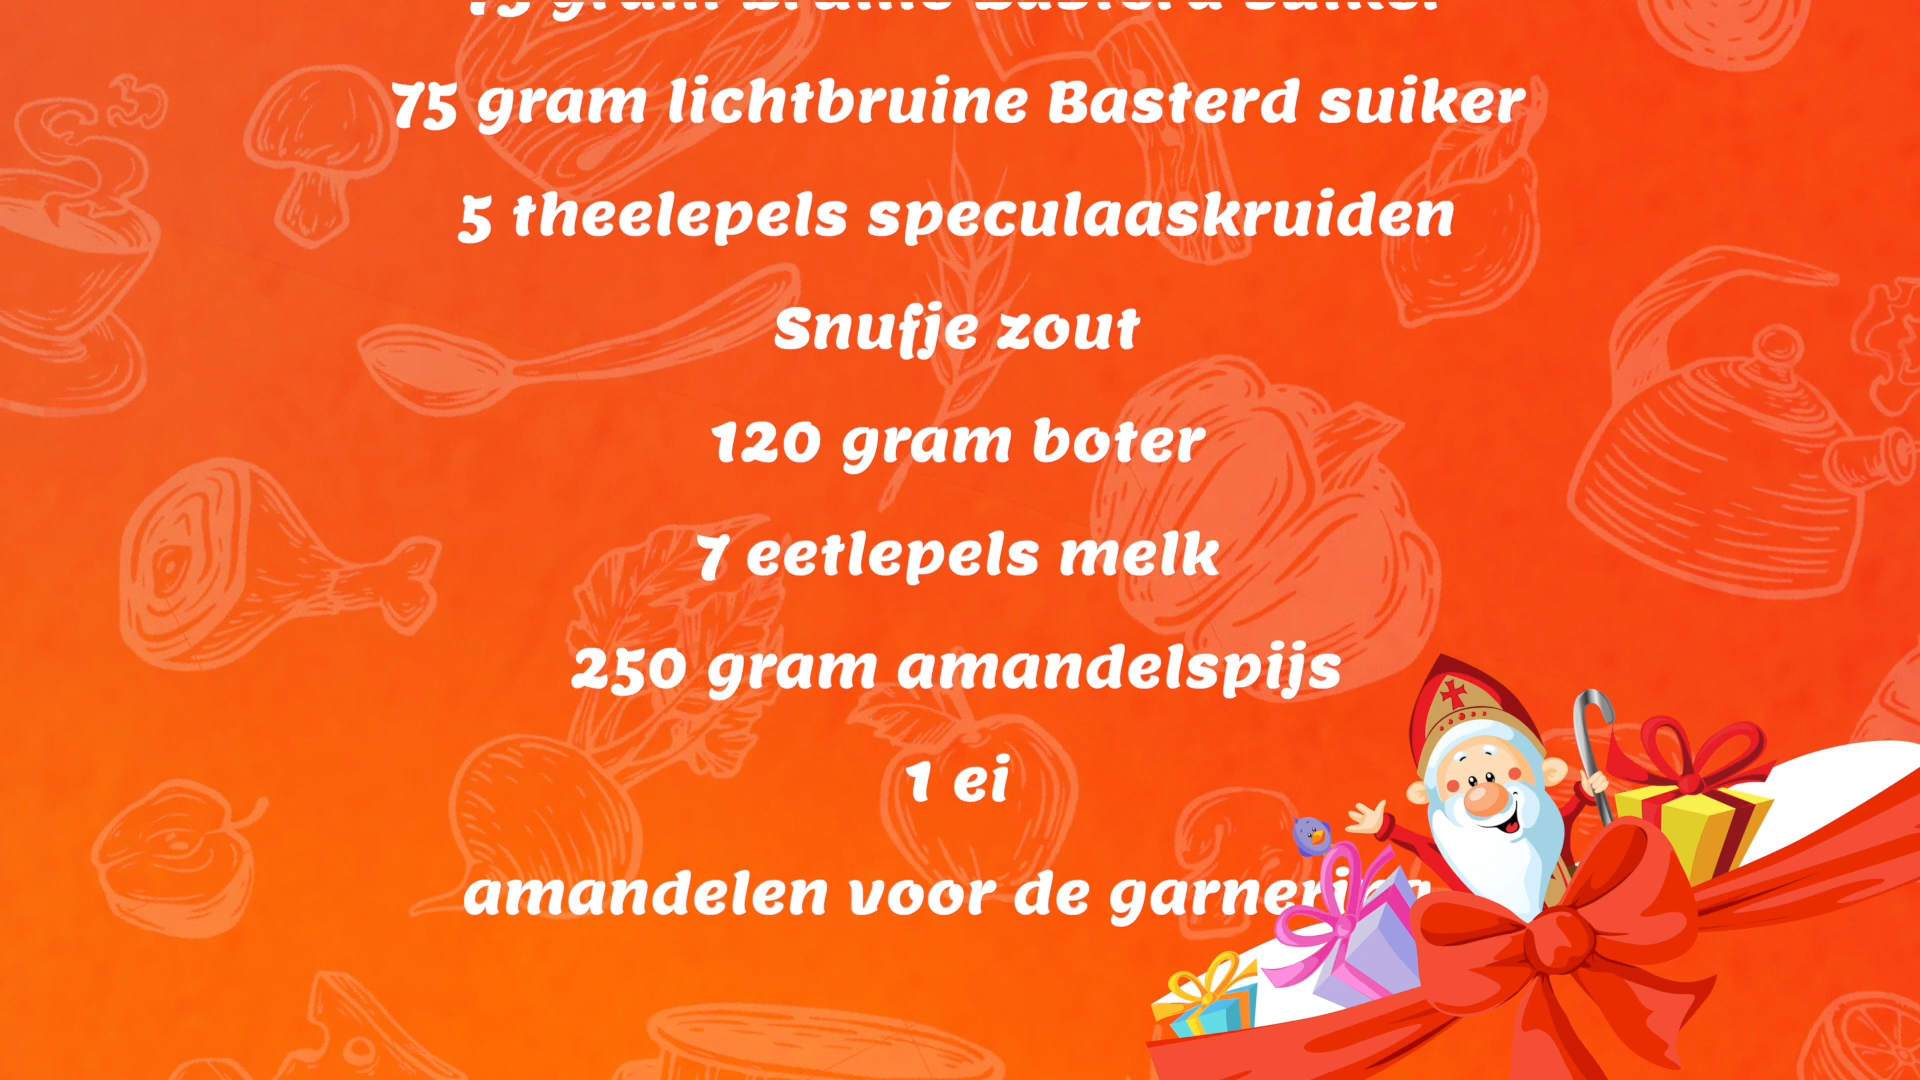 75 gram lichtbruine Basterd suiker
5 theelepels speculaaskruiden
Snufje zout
120 gram boter
7 eetlepels melk
250 gram amandelspijs
1 ei
amandelen voor de garnering